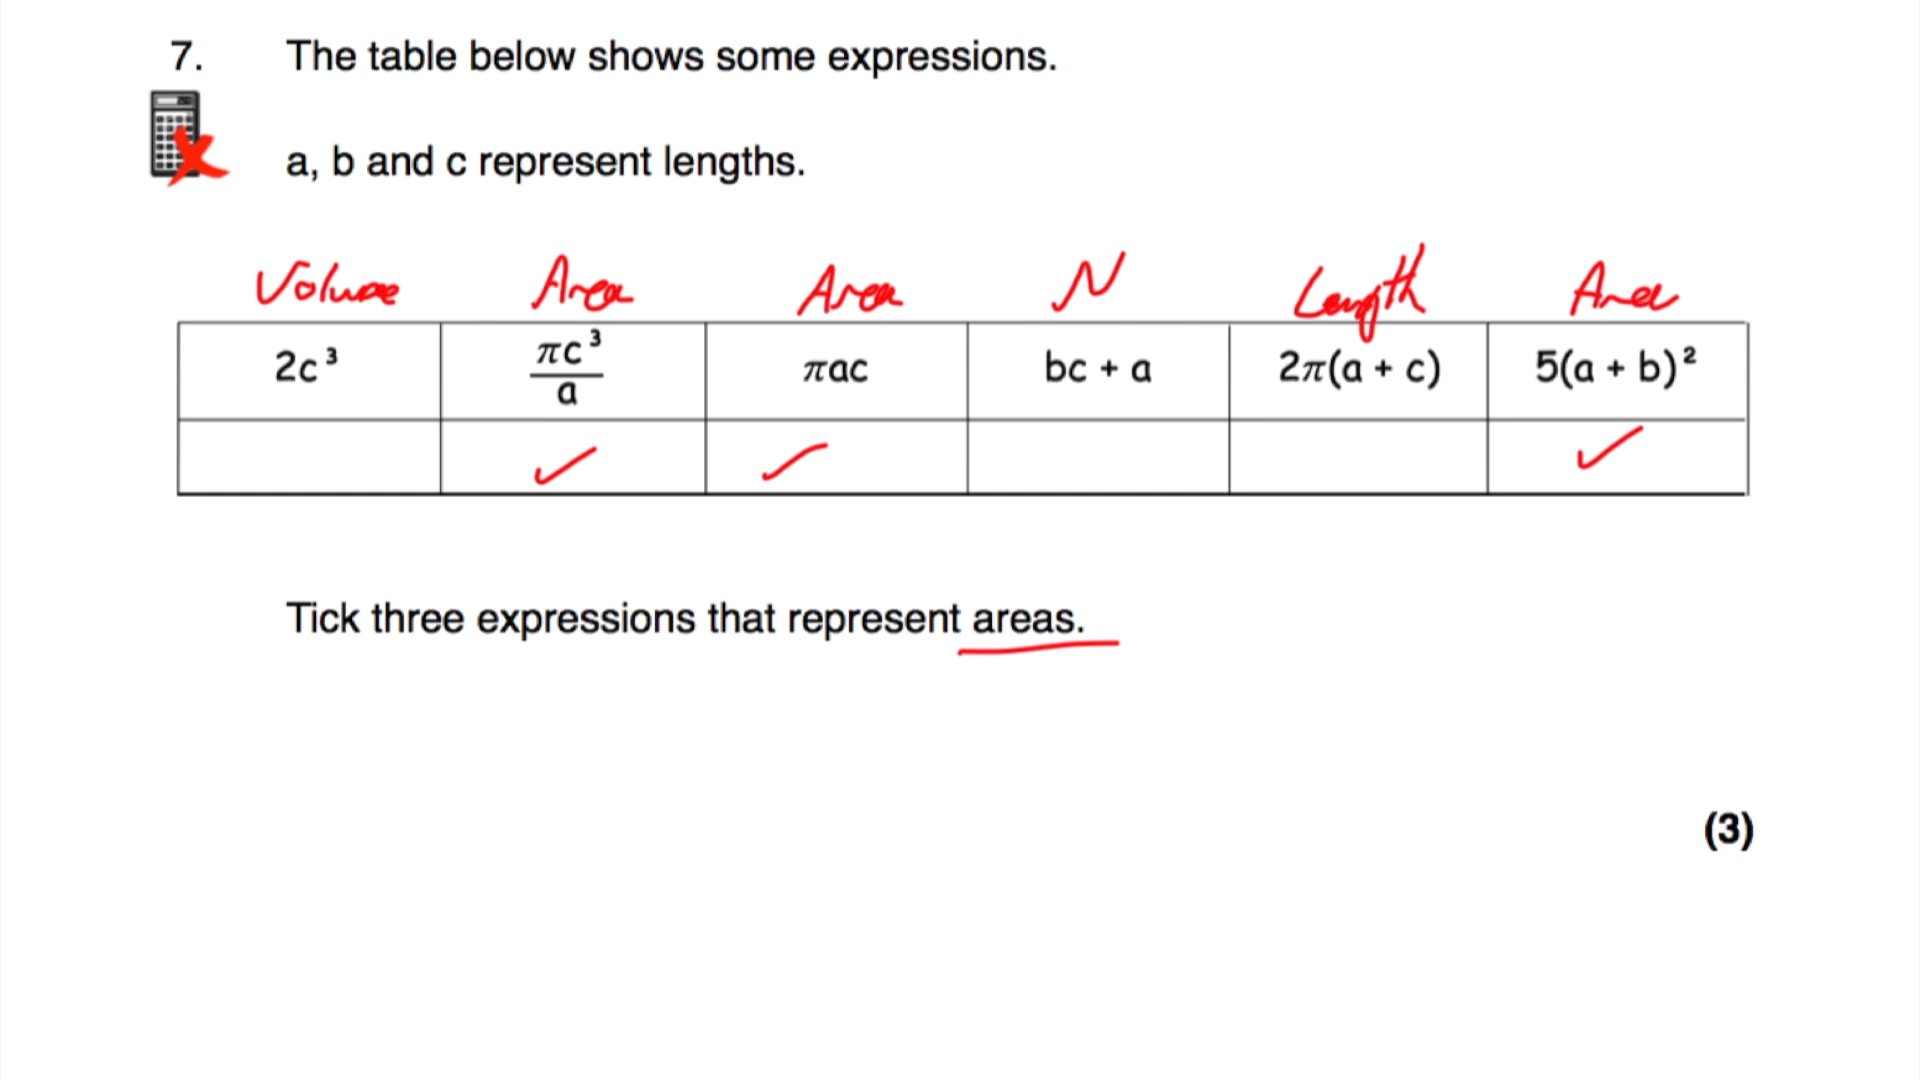 7. The table below shows some expressions.
a, b and c represent lengths.
Volume Area Area N Length Area
2c³ πc³/a πac bc + a 2π(a + c) 5(a + b)²
✓ ✓ ✓
Tick three expressions that represent areas.
(3)